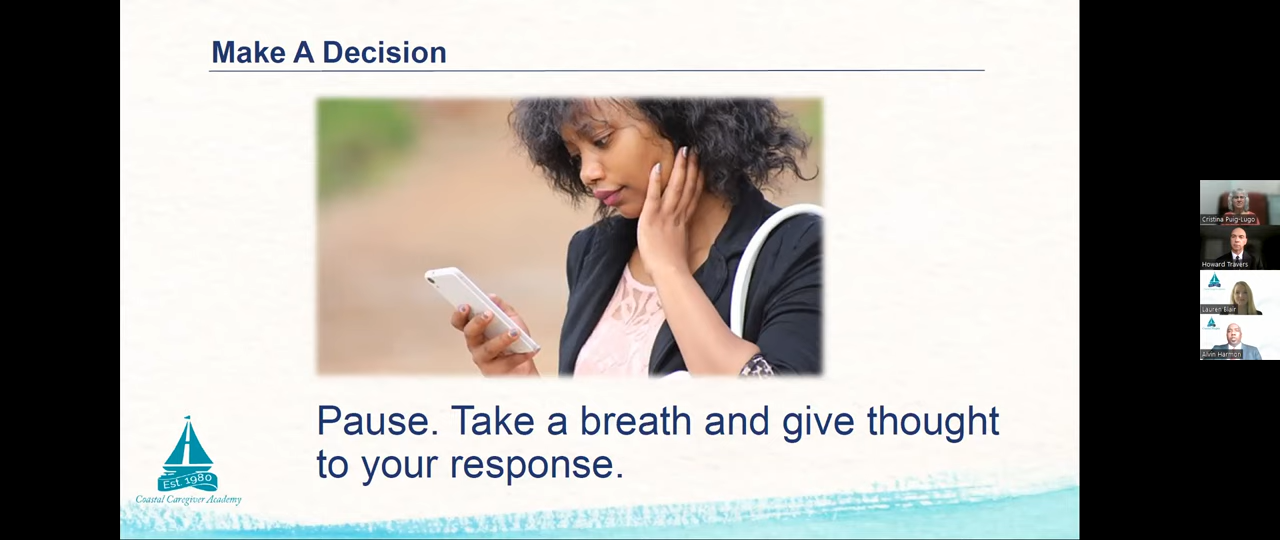 Make A Decision
Pause. Take a breath and give thought
to your response.
Est 1980
Coastal Caregiver Academy
Cristina Puig-Lugo
Howard Travers
Lauren Blair
Alvin Harmon